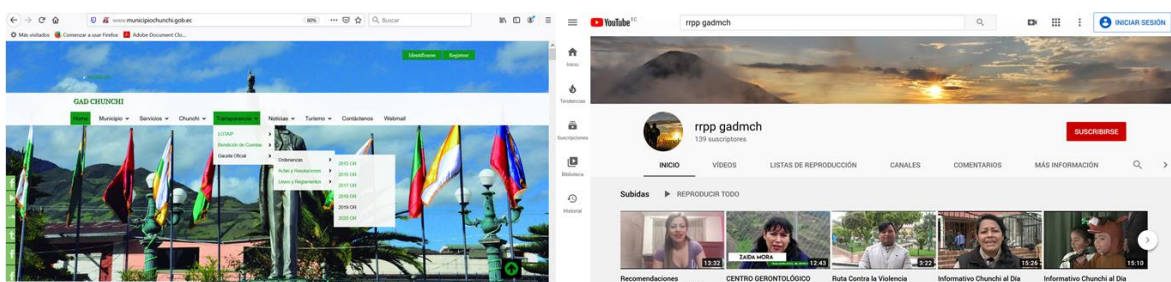 www.municipiochunchi.gob.ec
80%
Buscar
Más visitados
Comenzar a usar Firefox
Adobe Document Clo...
Identificarse
Registrar
GAD CHUNCHI
Home
Municipio
Servicios
Chunchi
Transparencia
Noticias
Turismo
Contáctenos
Webmail
LOTAIP
Rendición de Cuentas
Gaceta Oficial
Ordenanzas
Actas y Resoluciones
Leyes y Reglamentos
2015 OR
2016 OR
2017 OR
2018 OR
2019 OR
2020 OR
YouTube EC
rrpp gadmch
INICIAR SESIÓN
Inicio
Tendencias
Suscripciones
Biblioteca
Historial
rrpp gadmch
139 suscriptores
SUSCRIBIRSE
INICIO
VÍDEOS
LISTAS DE REPRODUCCIÓN
CANALES
COMENTARIOS
MÁS INFORMACIÓN
Subidas
REPRODUCIR TODO
13:32
ZAIDA MORA
12:43
3:22
15:26
15:10
Recomendaciones
CENTRO GERONTOLÓGICO
Ruta Contra la Violencia
Informativo Chunchi al Día
Informativo Chunchi al Día